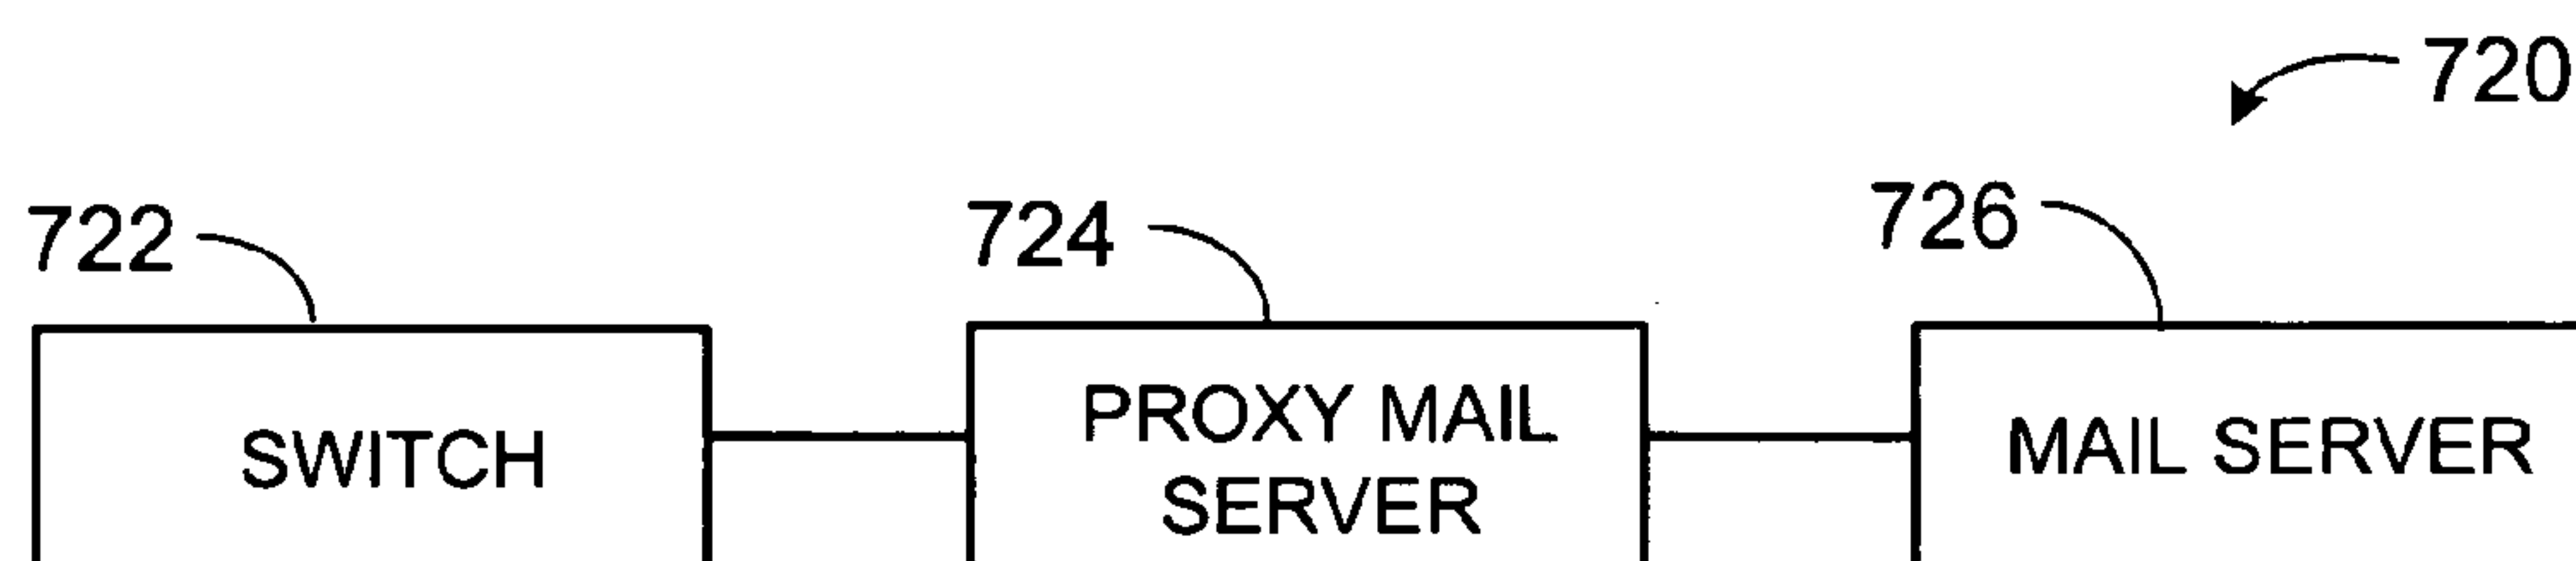 720
722
724
726
SWITCH
PROXY MAIL
SERVER
MAIL SERVER